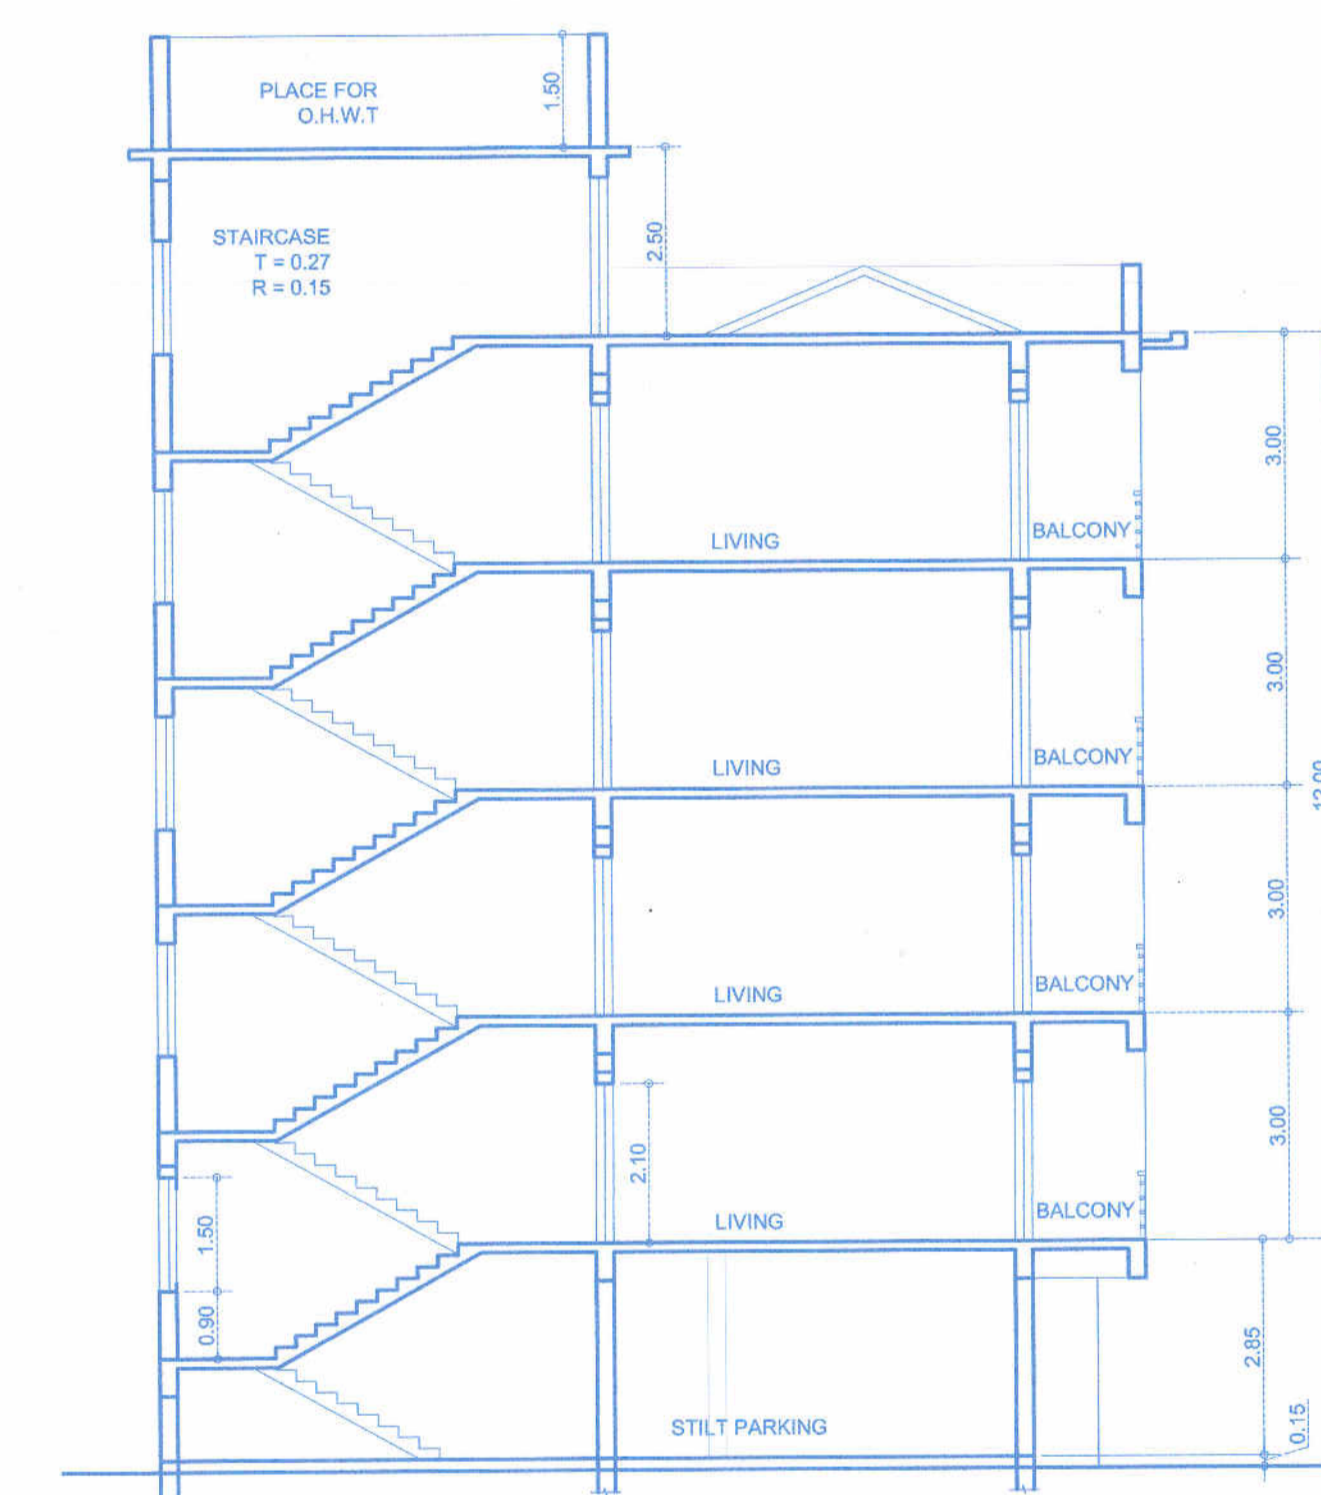 1.50
PLACE FOR
O.H.W.T
2.50
STAIRCASE
T = 0.27
R = 0.15
3.00
LIVING
BALCONY
3.00
LIVING
BALCONY
12.00
3.00
LIVING
BALCONY
3.00
2.10
LIVING
BALCONY
1.50
0.90
2.85
STILT PARKING
0.15